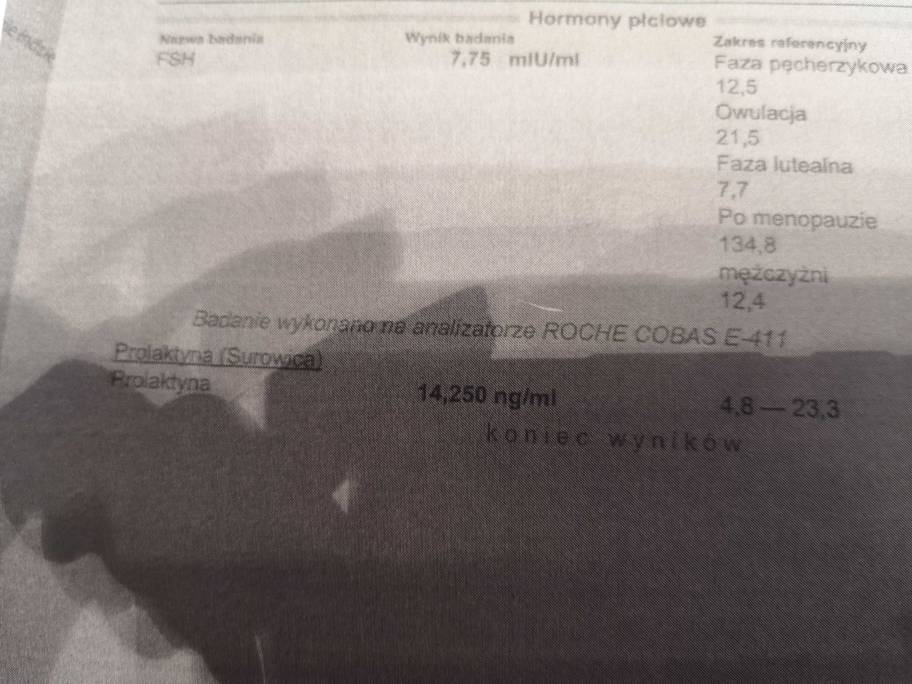 Hormony płciowe
Nazwa badania Wynik badania Zakres referencyjny
FSH 7,75 mIU/ml Faza pęcherzykowa
12,5
Owulacja
21,5
Faza lutealna
7,7
Po menopauzie
134,8
mężczyźni
12,4
Badanie wykonano na analizatorze ROCHE COBAS E-411
Prolaktyna (Surowica)
Prolaktyna 14,250 ng/ml 4,8 — 23,3
koniec wyników